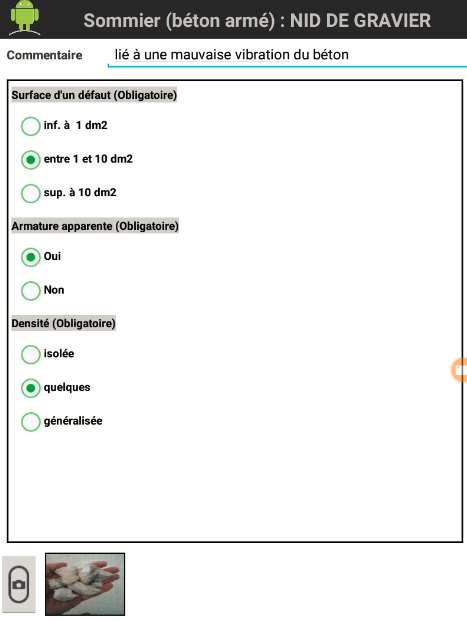 Sommier (béton armé) : NID DE GRAVIER
Commentaire lié à une mauvaise vibration du béton
Surface d'un défaut (Obligatoire)
inf. à 1 dm2
entre 1 et 10 dm2
sup. à 10 dm2
Armature apparente (Obligatoire)
Oui
Non
Densité (Obligatoire)
isolée
quelques
généralisée